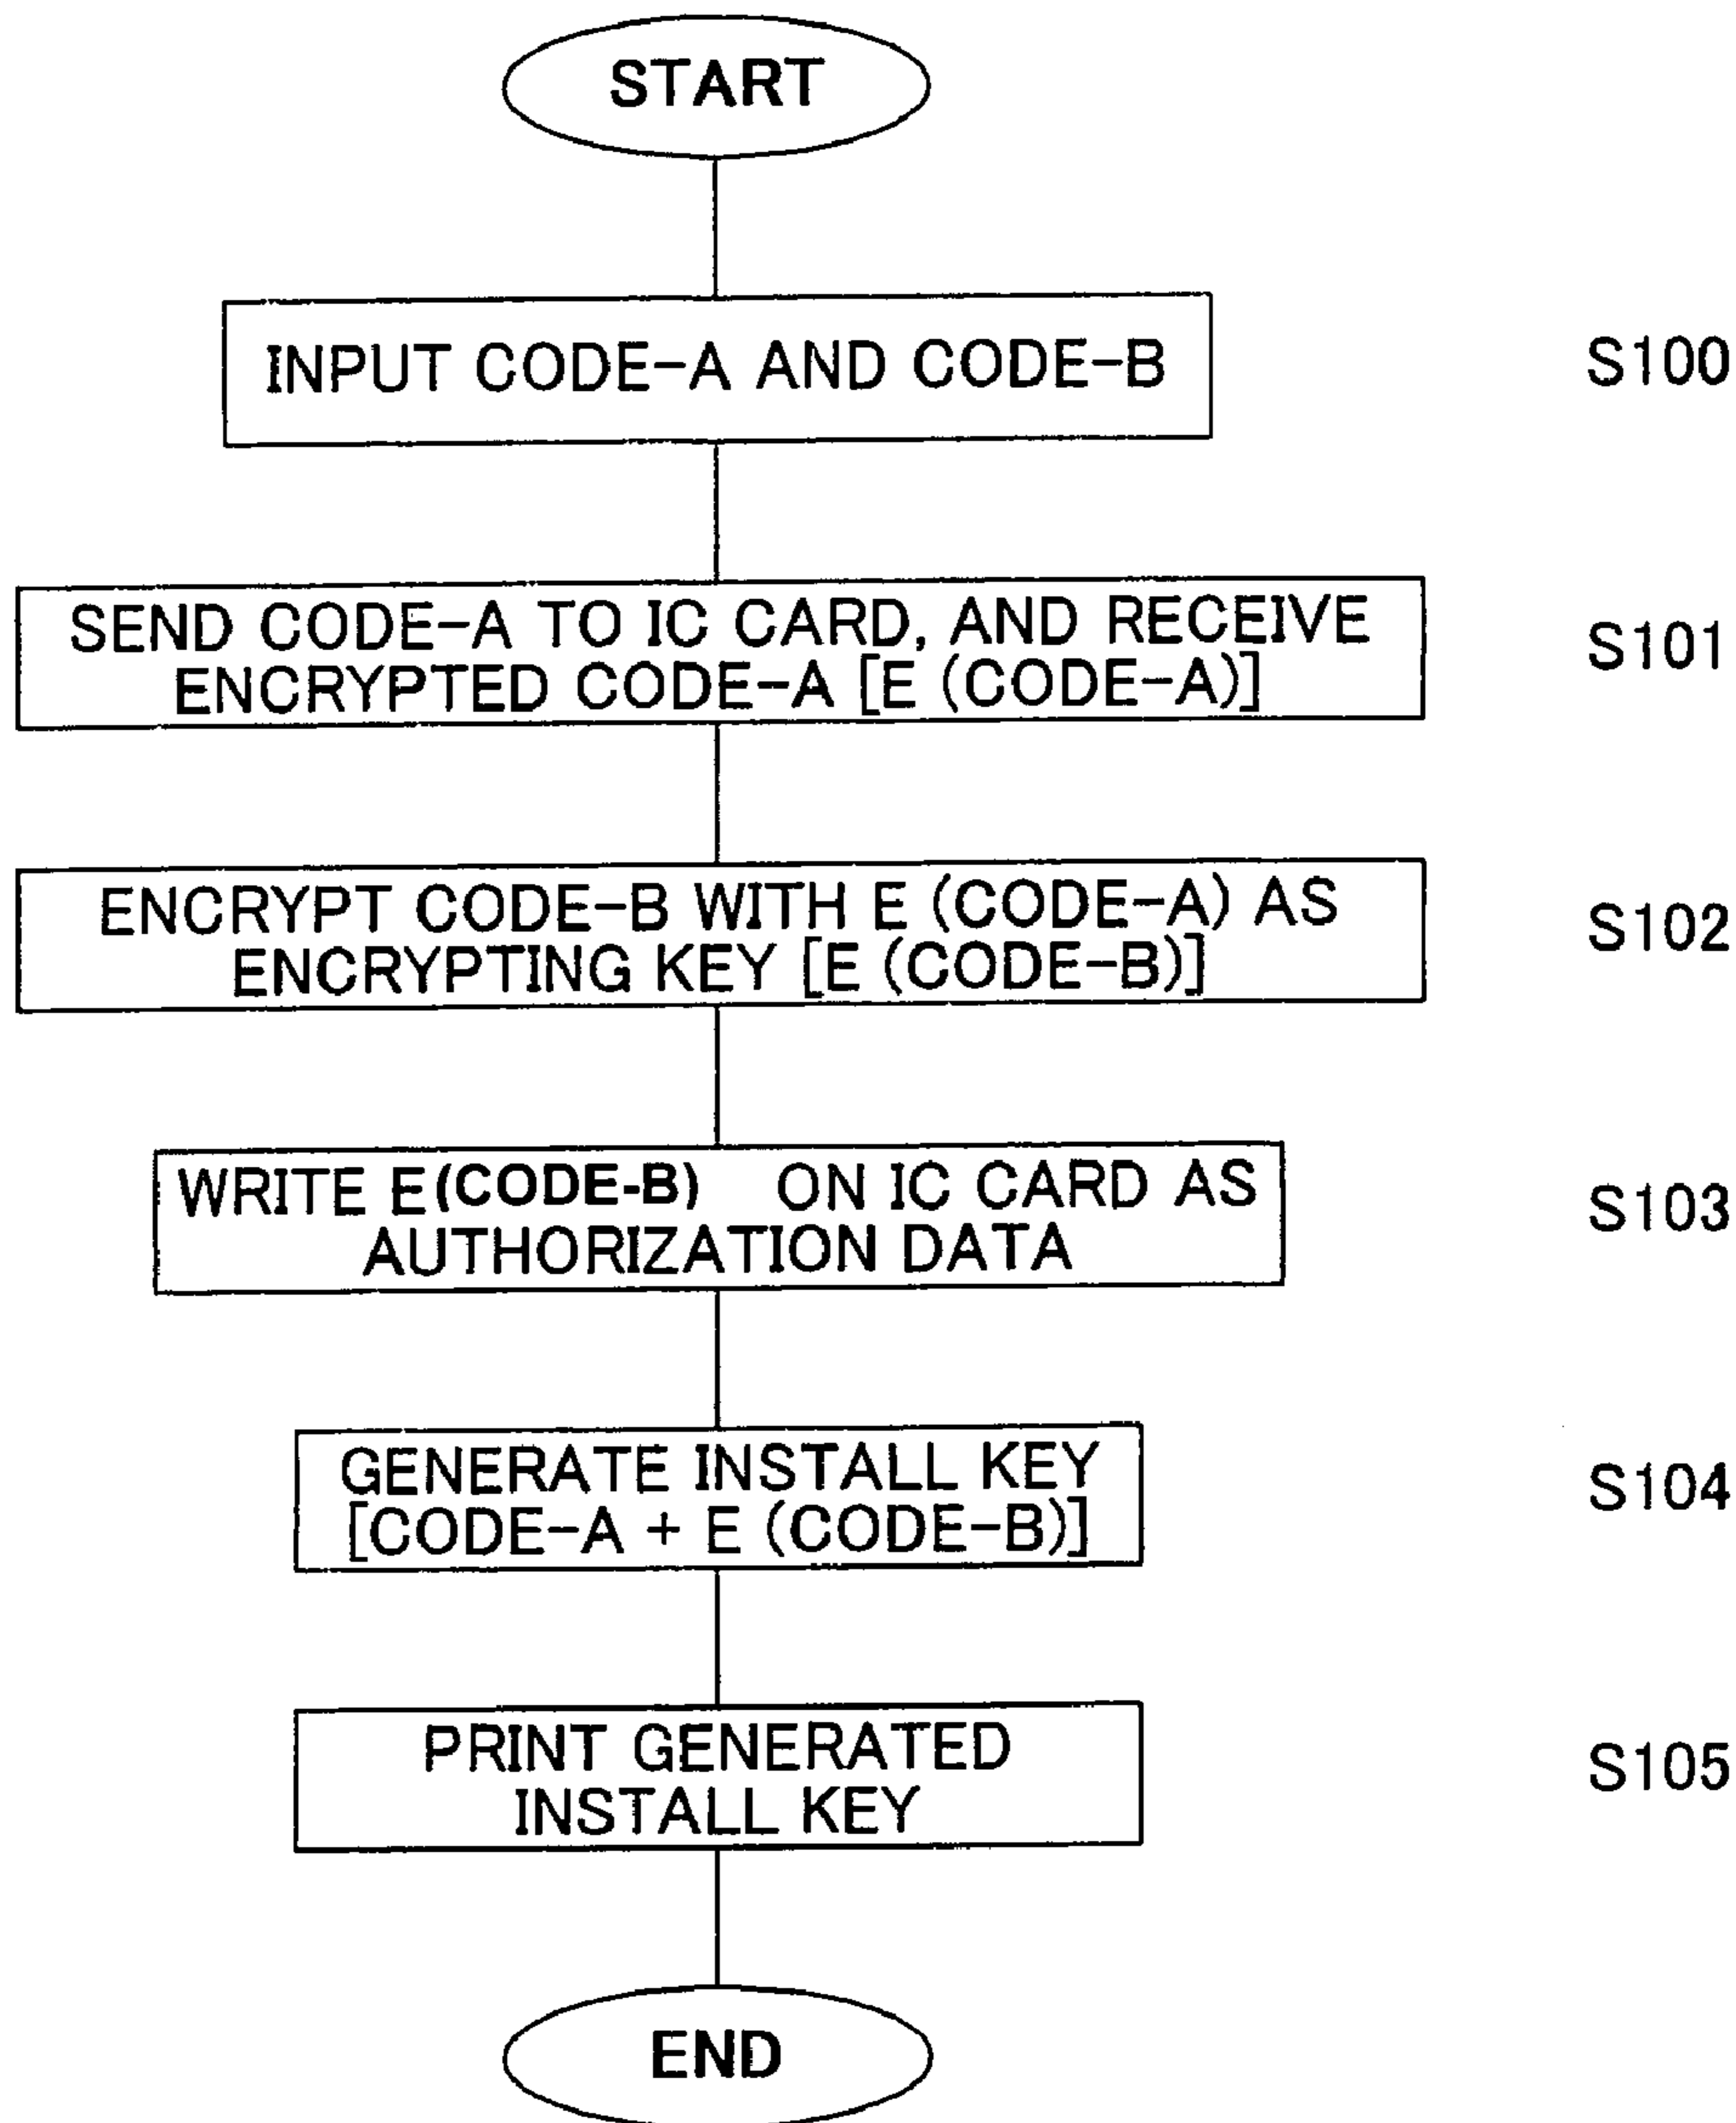 START
INPUT CODE-A AND CODE-B
S100
SEND CODE-A TO IC CARD, AND RECEIVE
ENCRYPTED CODE-A [E (CODE-A)]
S101
ENCRYPT CODE-B WITH E (CODE-A) AS
ENCRYPTING KEY [E (CODE-B)]
S102
WRITE E(CODE-B) ON IC CARD AS
AUTHORIZATION DATA
S103
GENERATE INSTALL KEY
[CODE-A + E (CODE-B)]
S104
PRINT GENERATED
INSTALL KEY
S105
END